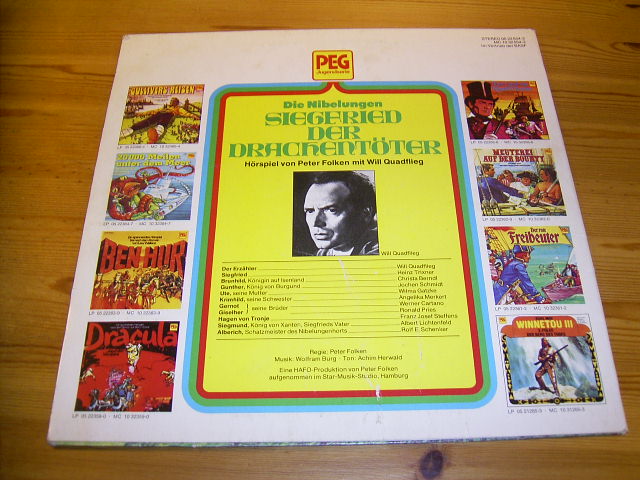 PEG
Jugendserie
Die Nibelungen
SIEGFRIED
DER
DRACHENTÖTER
Hörspiel von Peter Folken mit Will Quadflieg
Will Quadflieg
Der Erzähler Will Quadflieg
Siegfried Heinz Trixner
Brunhild, Königin auf Isenland Christa Berndl
Gunther, König von Burgund Jochen Schmidt
Ute, seine Mutter Wilma Gatzke
Krimhild, seine Schwester Angelika Merkert
Gernot Werner Cartano
Giselher seine Brüder Ronald Pries
Hagen von Tronje Franz Josef Steffens
Siegmund, König von Xanten, Siegfrieds Vater Albert Lichtenfeld
Alberich, Schatzmeister des Nibelungenhorts Rolf E. Schenker
Regie: Peter Folken
Musik: Wolfram Burg - Ton: Achim Herwald
Eine HAFO-Produktion von Peter Folken
aufgenommen im Star-Musik-Studio, Hamburg
GULLIVERS REISEN
20000 Meilen
unter dem Meer
BEN HUR
Dracula
MEUTEREI
AUF DER BOUNTY
Der rote
Freibeuter
WINNETOU III